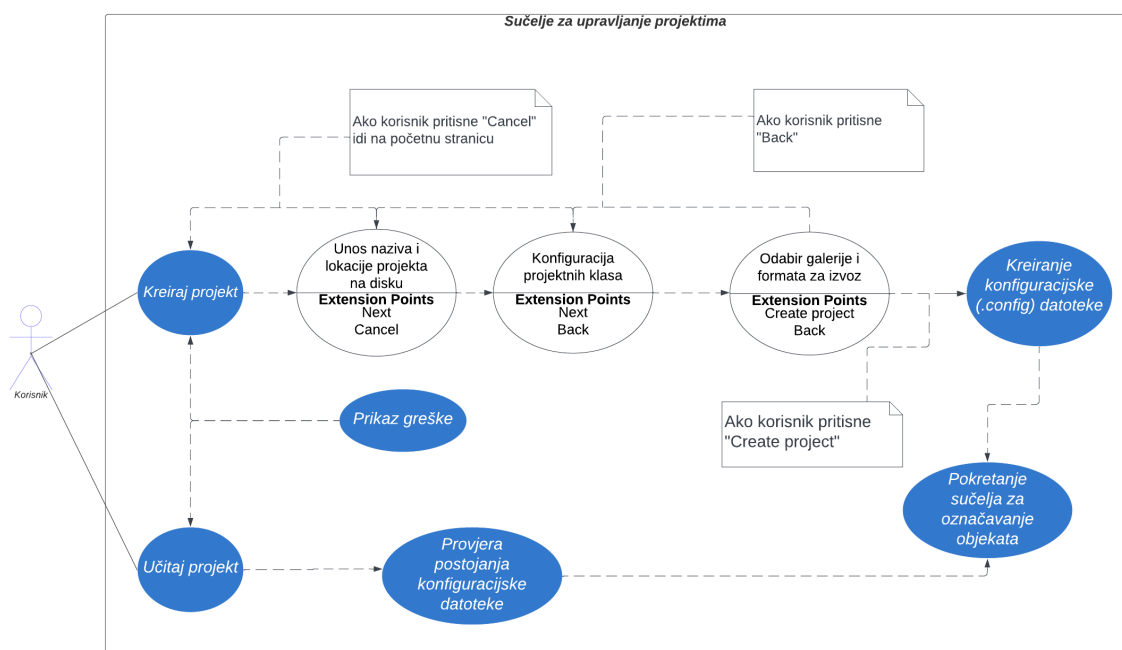 Sučelje za upravljanje projektima
Ako korisnik pritisne "Cancel"
idi na početnu stranicu
Ako korisnik pritisne
"Back"
Kreiraj projekt
Unos naziva i
lokacije projekta
na disku
Extension Points
Next
Cancel
Konfiguracija
projektnih klasa
Extension Points
Next
Back
Odabir galerije i
formata za izvoz
Extension Points
Create project
Back
Kreiranje
konfiguracijske
(.config) datoteke
Korisnik
Prikaz greške
Ako korisnik pritisne
"Create project"
Pokretanje
sučelja za
označavanje
objekata
Učitaj projekt
Provjera
postojanja
konfiguracijske
datoteke